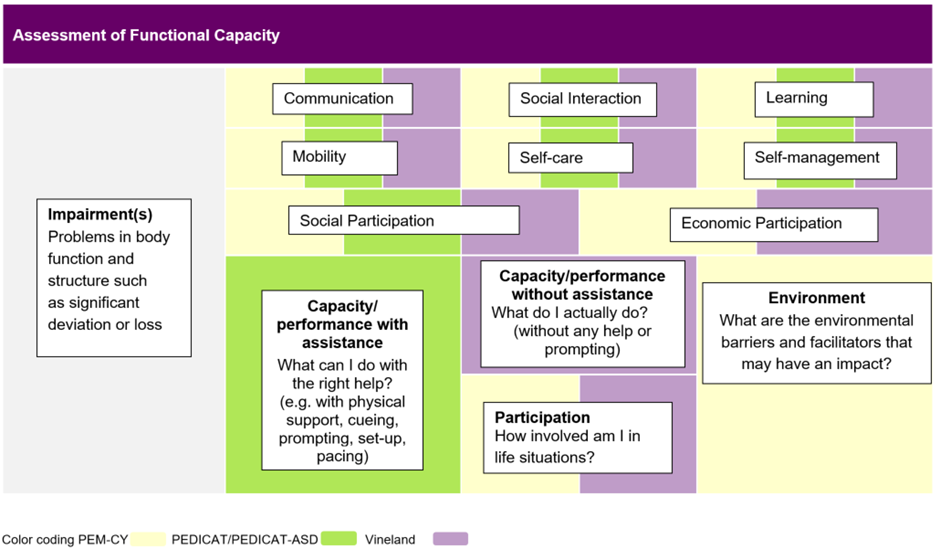 Assessment of Functional Capacity
Communication
Social Interaction
Learning
Mobility
Self-care
Self-management
Social Participation
Economic Participation
Impairment(s)
Problems in body
function and
structure such
as significant
deviation or loss
Capacity/
performance with
assistance
What can I do with
the right help?
(e.g. with physical
support, cueing,
prompting, set-up,
pacing)
Capacity/performance
without assistance
What do I actually do?
(without any help or
prompting)
Participation
How involved am I in
life situations?
Environment
What are the environmental
barriers and facilitators that
may have an impact?
Color coding PEM-CY PEDICAT/PEDICAT-ASD Vineland